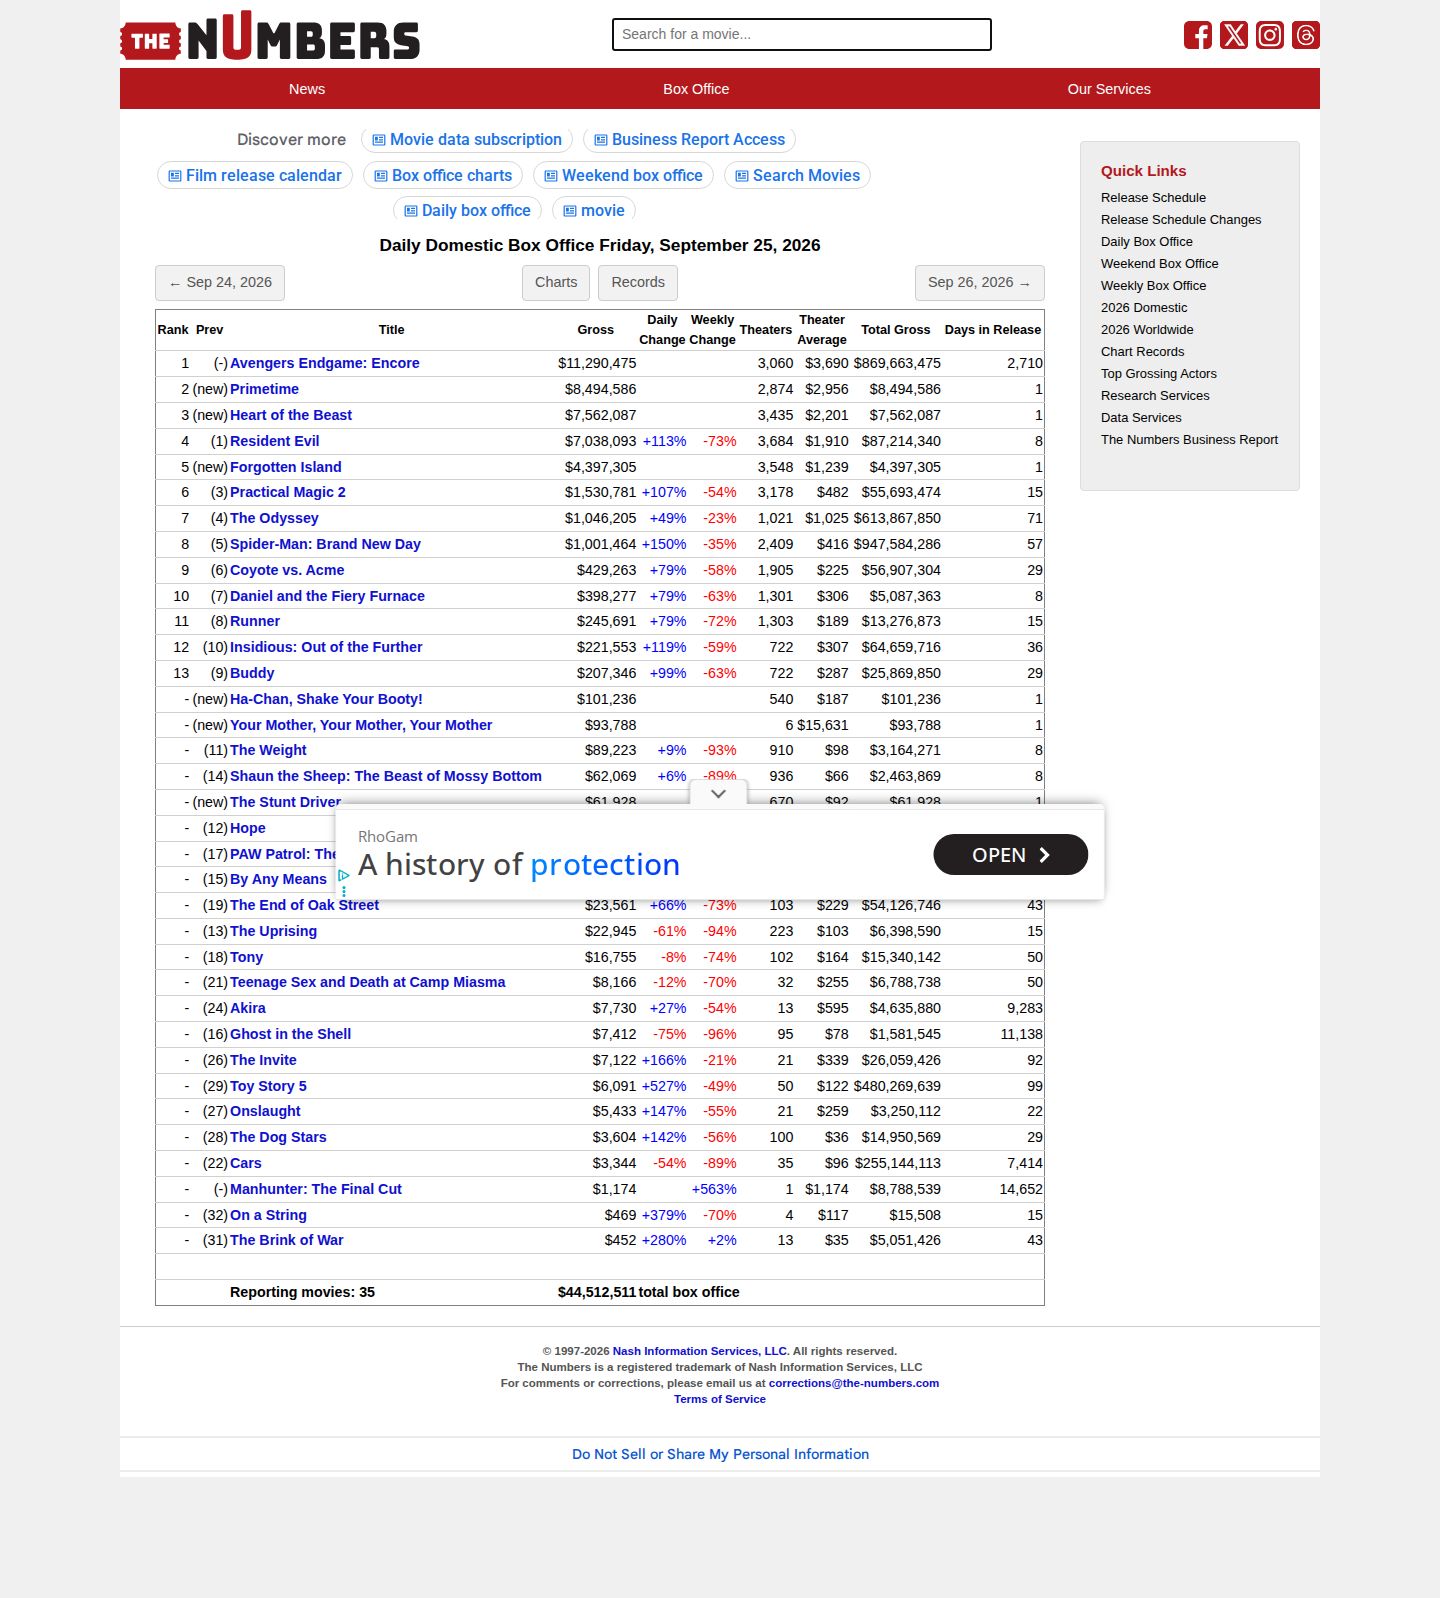 THE NUMBERS
Search for a movie...
News Box Office Our Services
Discover more Movie data subscription Business Report Access
Film release calendar Box office charts Weekend box office Search Movies
Daily box office movie
Daily Domestic Box Office Friday, September 25, 2026
← Sep 24, 2026 Charts Records Sep 26, 2026 →
Rank Prev Title Gross Daily Change Weekly Change Theaters Theater Average Total Gross Days in Release
1 (-) Avengers Endgame: Encore $11,290,475 3,060 $3,690 $869,663,475 2,710
2 (new) Primetime $8,494,586 2,874 $2,956 $8,494,586 1
3 (new) Heart of the Beast $7,562,087 3,435 $2,201 $7,562,087 1
4 (1) Resident Evil $7,038,093 +113% -73% 3,684 $1,910 $87,214,340 8
5 (new) Forgotten Island $4,397,305 3,548 $1,239 $4,397,305 1
6 (3) Practical Magic 2 $1,530,781 +107% -54% 3,178 $482 $55,693,474 15
7 (4) The Odyssey $1,046,205 +49% -23% 1,021 $1,025 $613,867,850 71
8 (5) Spider-Man: Brand New Day $1,001,464 +150% -35% 2,409 $416 $947,584,286 57
9 (6) Coyote vs. Acme $429,263 +79% -58% 1,905 $225 $56,907,304 29
10 (7) Daniel and the Fiery Furnace $398,277 +79% -63% 1,301 $306 $5,087,363 8
11 (8) Runner $245,691 +79% -72% 1,303 $189 $13,276,873 15
12 (10) Insidious: Out of the Further $221,553 +119% -59% 722 $307 $64,659,716 36
13 (9) Buddy $207,346 +99% -63% 722 $287 $25,869,850 29
- (new) Ha-Chan, Shake Your Booty! $101,236 540 $187 $101,236 1
- (new) Your Mother, Your Mother, Your Mother $93,788 6 $15,631 $93,788 1
- (11) The Weight $89,223 +9% -93% 910 $98 $3,164,271 8
- (14) Shaun the Sheep: The Beast of Mossy Bottom $62,069 +6% -89% 936 $66 $2,463,869 8
- (new) The Stunt Driver $61,928 670 $92 $61,928 1
- (12) Hope
- (17) PAW Patrol: The
- (15) By Any Means
RhoGam
A history of protection
OPEN
- (19) The End of Oak Street $23,561 +66% -73% 103 $229 $54,126,746 43
- (13) The Uprising $22,945 -61% -94% 223 $103 $6,398,590 15
- (18) Tony $16,755 -8% -74% 102 $164 $15,340,142 50
- (21) Teenage Sex and Death at Camp Miasma $8,166 -12% -70% 32 $255 $6,788,738 50
- (24) Akira $7,730 +27% -54% 13 $595 $4,635,880 9,283
- (16) Ghost in the Shell $7,412 -75% -96% 95 $78 $1,581,545 11,138
- (26) The Invite $7,122 +166% -21% 21 $339 $26,059,426 92
- (29) Toy Story 5 $6,091 +527% -49% 50 $122 $480,269,639 99
- (27) Onslaught $5,433 +147% -55% 21 $259 $3,250,112 22
- (28) The Dog Stars $3,604 +142% -56% 100 $36 $14,950,569 29
- (22) Cars $3,344 -54% -89% 35 $96 $255,144,113 7,414
- (-) Manhunter: The Final Cut $1,174 +563% 1 $1,174 $8,788,539 14,652
- (32) On a String $469 +379% -70% 4 $117 $15,508 15
- (31) The Brink of War $452 +280% +2% 13 $35 $5,051,426 43
Reporting movies: 35 $44,512,511 total box office
Quick Links
Release Schedule
Release Schedule Changes
Daily Box Office
Weekend Box Office
Weekly Box Office
2026 Domestic
2026 Worldwide
Chart Records
Top Grossing Actors
Research Services
Data Services
The Numbers Business Report
© 1997-2026 Nash Information Services, LLC. All rights reserved.
The Numbers is a registered trademark of Nash Information Services, LLC
For comments or corrections, please email us at corrections@the-numbers.com
Terms of Service
Do Not Sell or Share My Personal Information